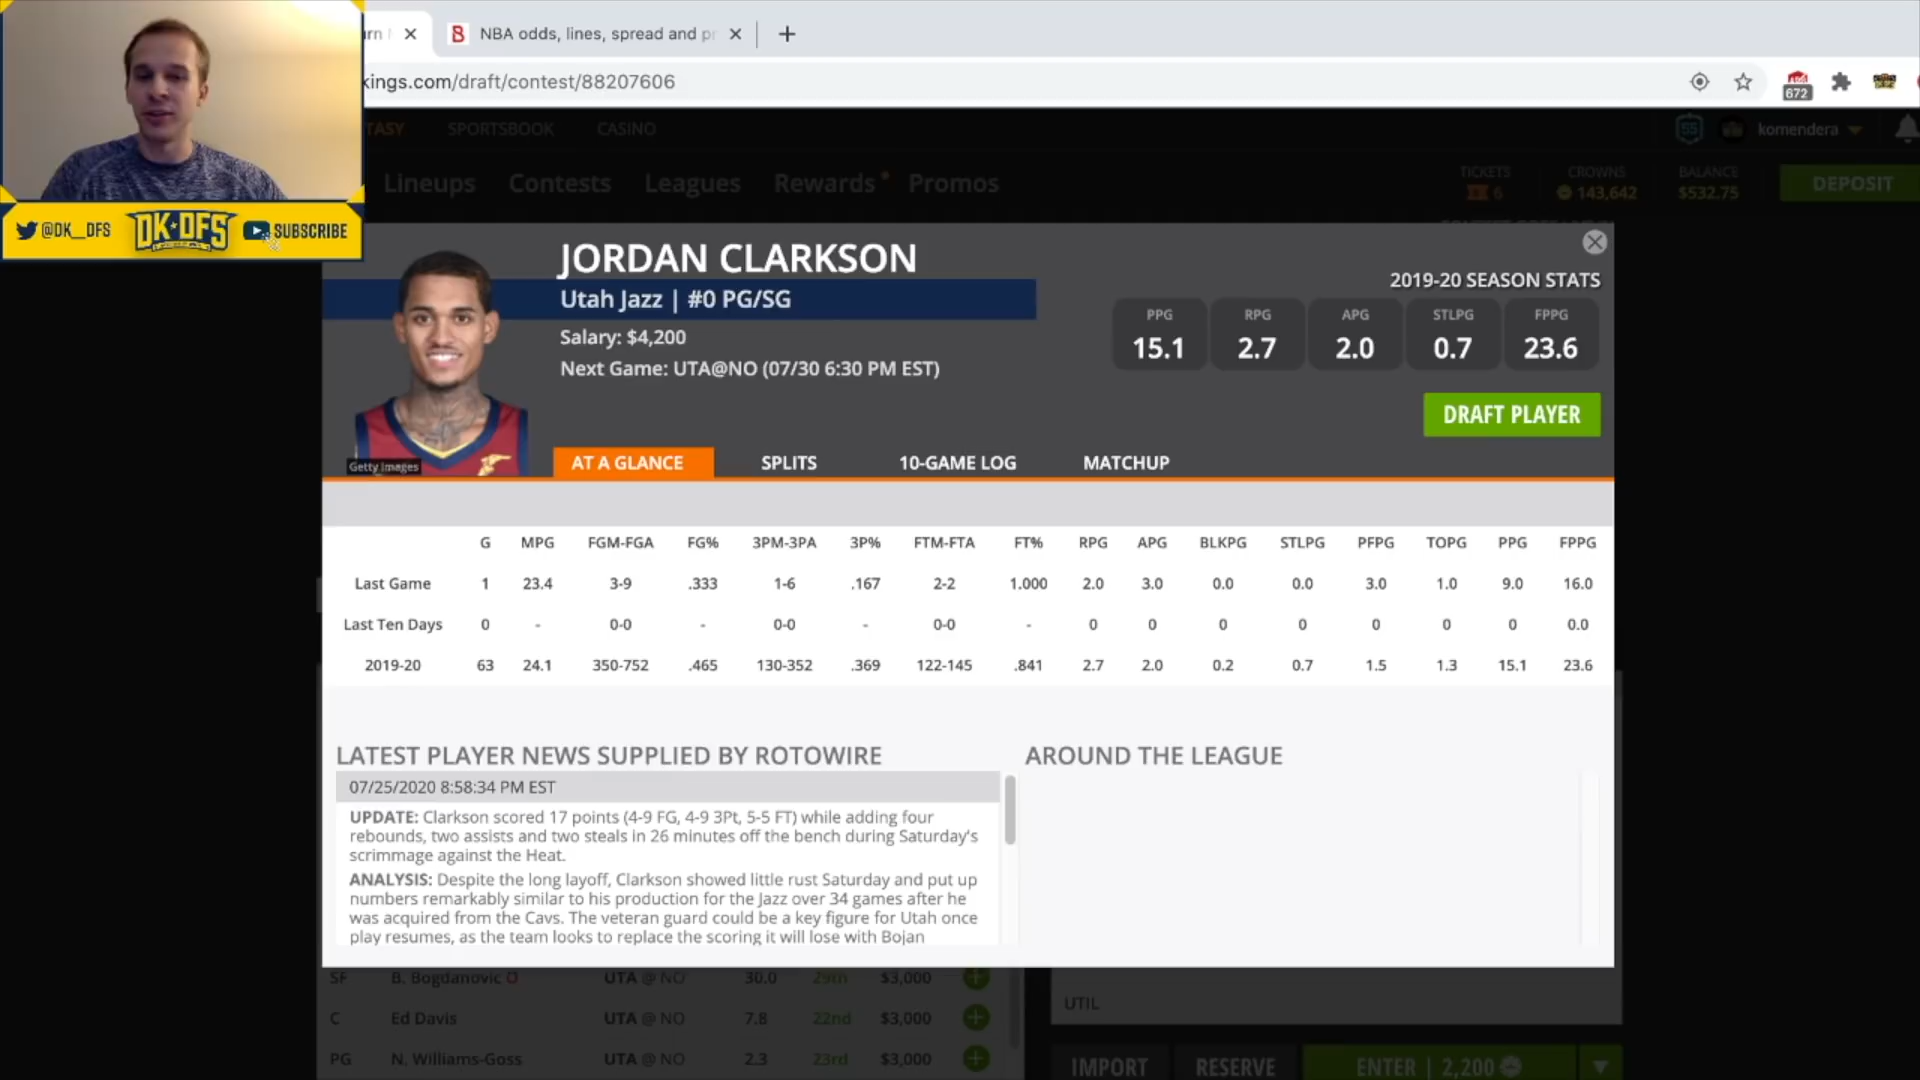 NBA odds, lines, spread and pr
kings.com/draft/contest/88207606
672
TASY SPORTSBOOK CASINO
55
komendera
Lineups Contests Leagues Rewards Promos
TICKETS
6
CROWNS
143,642
BALANCE
$532.75
DEPOSIT
@DK__DFS DK★DFS SUBSCRIBE
JORDAN CLARKSON
Utah Jazz | #0 PG/SG
Salary: $4,200
Next Game: UTA@NO (07/30 6:30 PM EST)
2019-20 SEASON STATS
PPG RPG APG STLPG FPPG
15.1 2.7 2.0 0.7 23.6
DRAFT PLAYER
Getty Images
AT A GLANCE SPLITS 10-GAME LOG MATCHUP
G MPG FGM-FGA FG% 3PM-3PA 3P% FTM-FTA FT% RPG APG BLKPG STLPG PFPG TOPG PPG FPPG
Last Game 1 23.4 3-9 .333 1-6 .167 2-2 1.000 2.0 3.0 0.0 0.0 3.0 1.0 9.0 16.0
Last Ten Days 0 - 0-0 - 0-0 - 0-0 - 0 0 0 0 0 0 0 0.0
2019-20 63 24.1 350-752 .465 130-352 .369 122-145 .841 2.7 2.0 0.2 0.7 1.5 1.3 15.1 23.6
LATEST PLAYER NEWS SUPPLIED BY ROTOWIRE
07/25/2020 8:58:34 PM EST
UPDATE: Clarkson scored 17 points (4-9 FG, 4-9 3Pt, 5-5 FT) while adding four
rebounds, two assists and two steals in 26 minutes off the bench during Saturday's
scrimmage against the Heat.
ANALYSIS: Despite the long layoff, Clarkson showed little rust Saturday and put up
numbers remarkably similar to his production for the Jazz over 34 games after he
was acquired from the Cavs. The veteran guard could be a key figure for Utah once
play resumes, as the team looks to replace the scoring it will lose with Bojan
AROUND THE LEAGUE
SF B. Bogdanovic O UTA @ NO 30.0 29th $3,000
C Ed Davis UTA @ NO 7.8 22nd $3,000
PG N. Williams-Goss UTA @ NO 2.3 23rd $3,000
UTIL
IMPORT RESERVE ENTER | 2,200